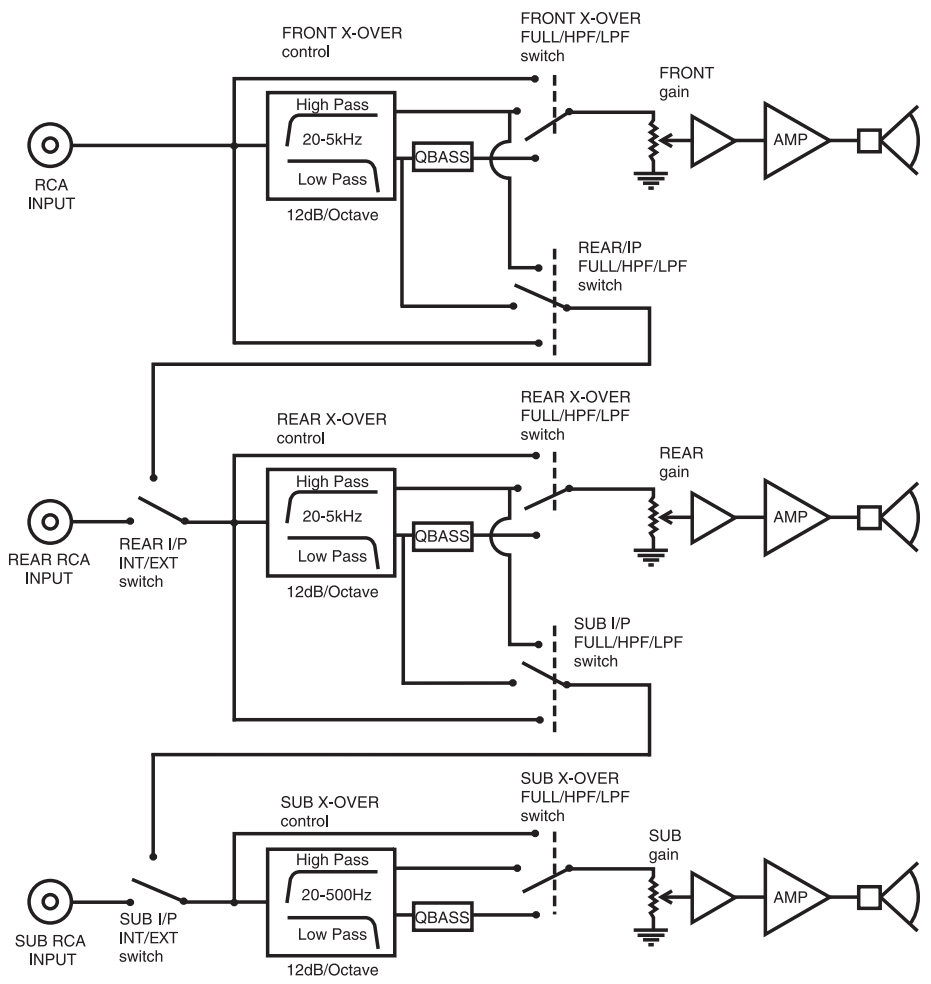 FRONT X-OVER
control
FRONT X-OVER
FULL/HPF/LPF
switch
FRONT
gain
High Pass
20-5kHz
Low Pass
12dB/Octave
QBASS
AMP
RCA
INPUT
REAR/IP
FULL/HPF/LPF
switch
REAR X-OVER
control
REAR X-OVER
FULL/HPF/LPF
switch
REAR
gain
High Pass
20-5kHz
Low Pass
12dB/Octave
QBASS
AMP
REAR RCA
INPUT
REAR I/P
INT/EXT
switch
SUB I/P
FULL/HPF/LPF
switch
SUB X-OVER
control
SUB X-OVER
FULL/HPF/LPF
switch
SUB
gain
High Pass
20-500Hz
Low Pass
12dB/Octave
QBASS
AMP
SUB RCA
INPUT
SUB I/P
INT/EXT
switch